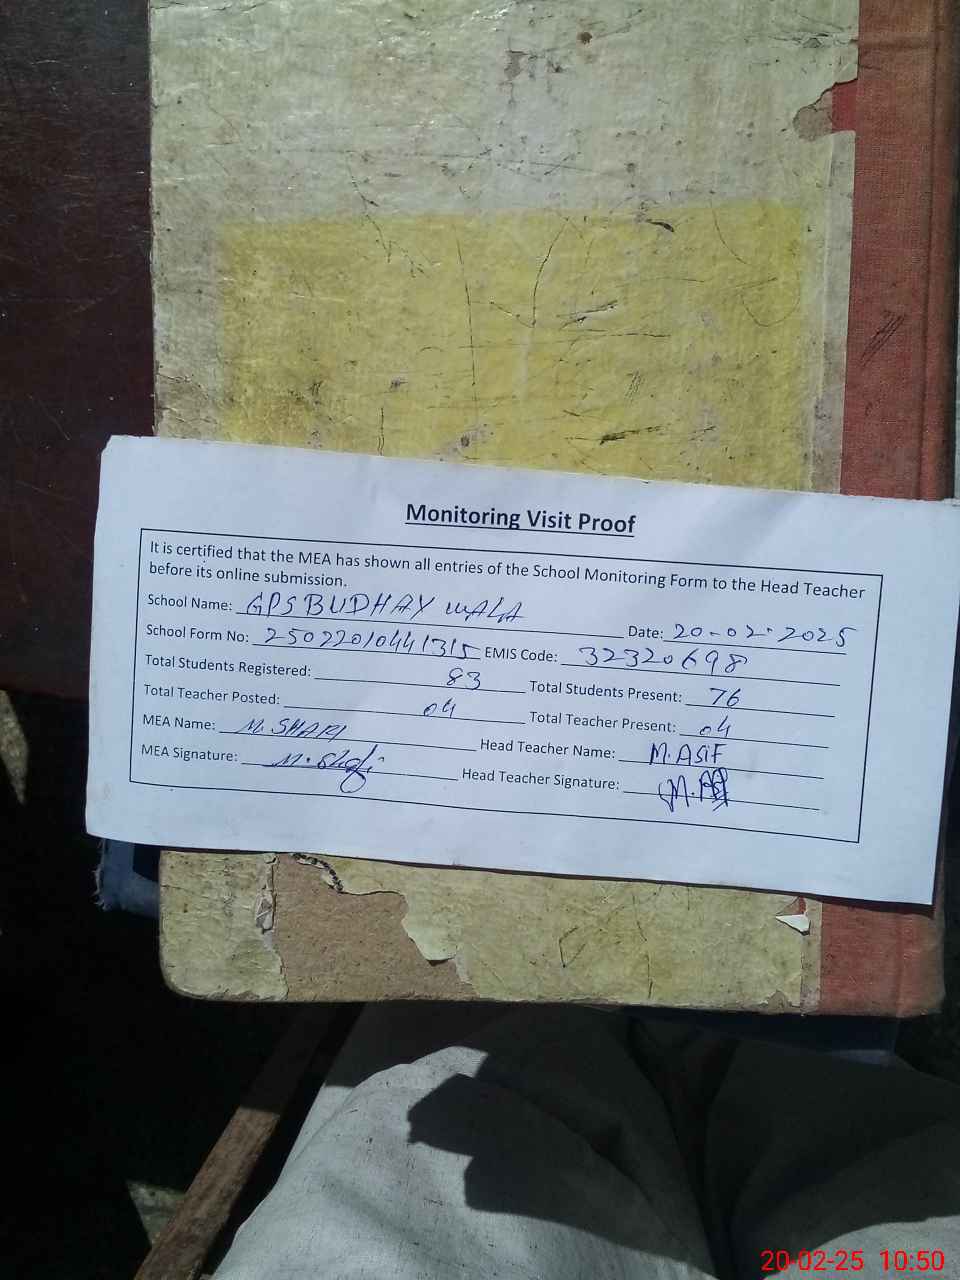 Monitoring Visit Proof
It is certified that the MEA has shown all entries of the School Monitoring Form to the Head Teacher
before its online submission.
School Name: GPS BUDHAY WALA Date: 20-02-2025
School Form No: 25022010441315 EMIS Code: 32320698
Total Students Registered: 83 Total Students Present: 76
Total Teacher Posted: 04 Total Teacher Present: 04
MEA Name: M. SHAFI Head Teacher Name: M. ASIF
MEA Signature: M. Shafi Head Teacher Signature:
20-02-25 10:50